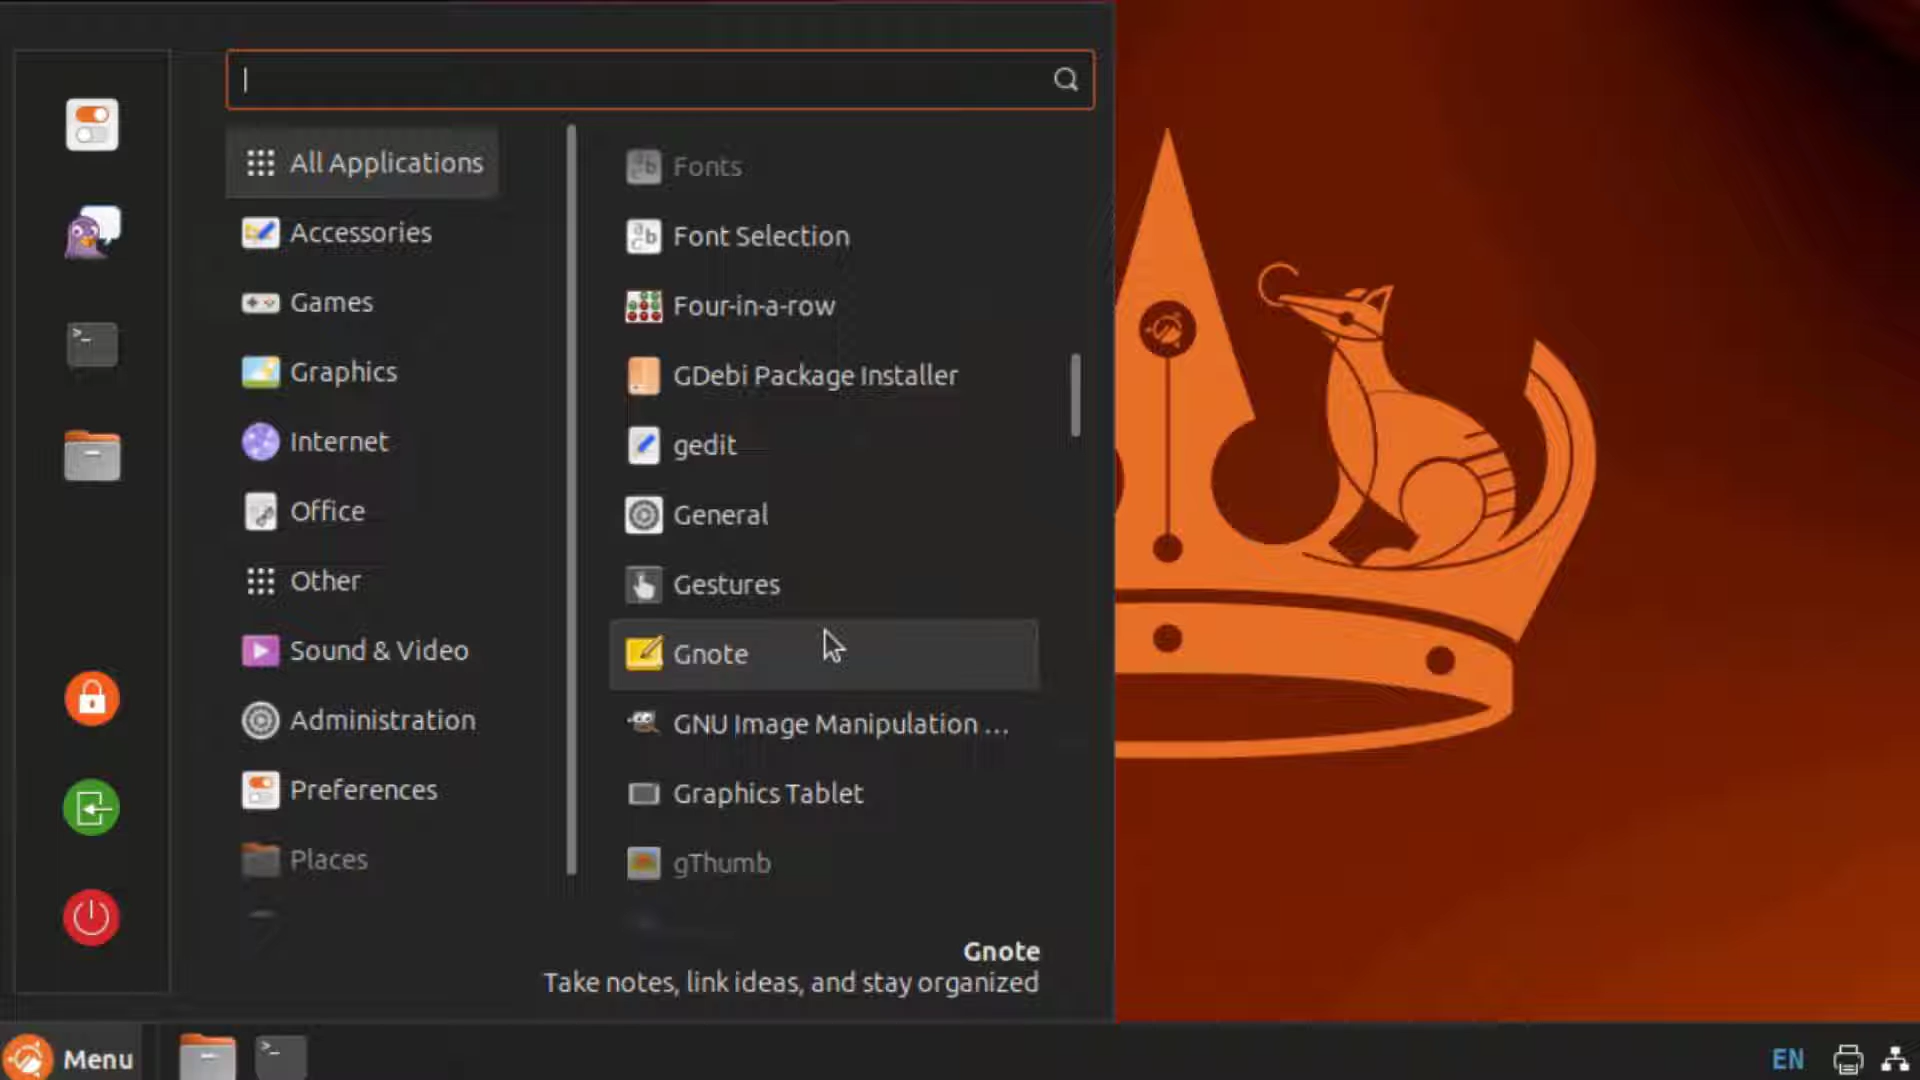 All Applications
Accessories
Games
Graphics
Internet
Office
Other
Sound & Video
Administration
Preferences
Places
Fonts
Font Selection
Four-in-a-row
GDebi Package Installer
gedit
General
Gestures
Gnote
GNU Image Manipulation ...
Graphics Tablet
gThumb
Gnote
Take notes, link ideas, and stay organized
Menu
EN